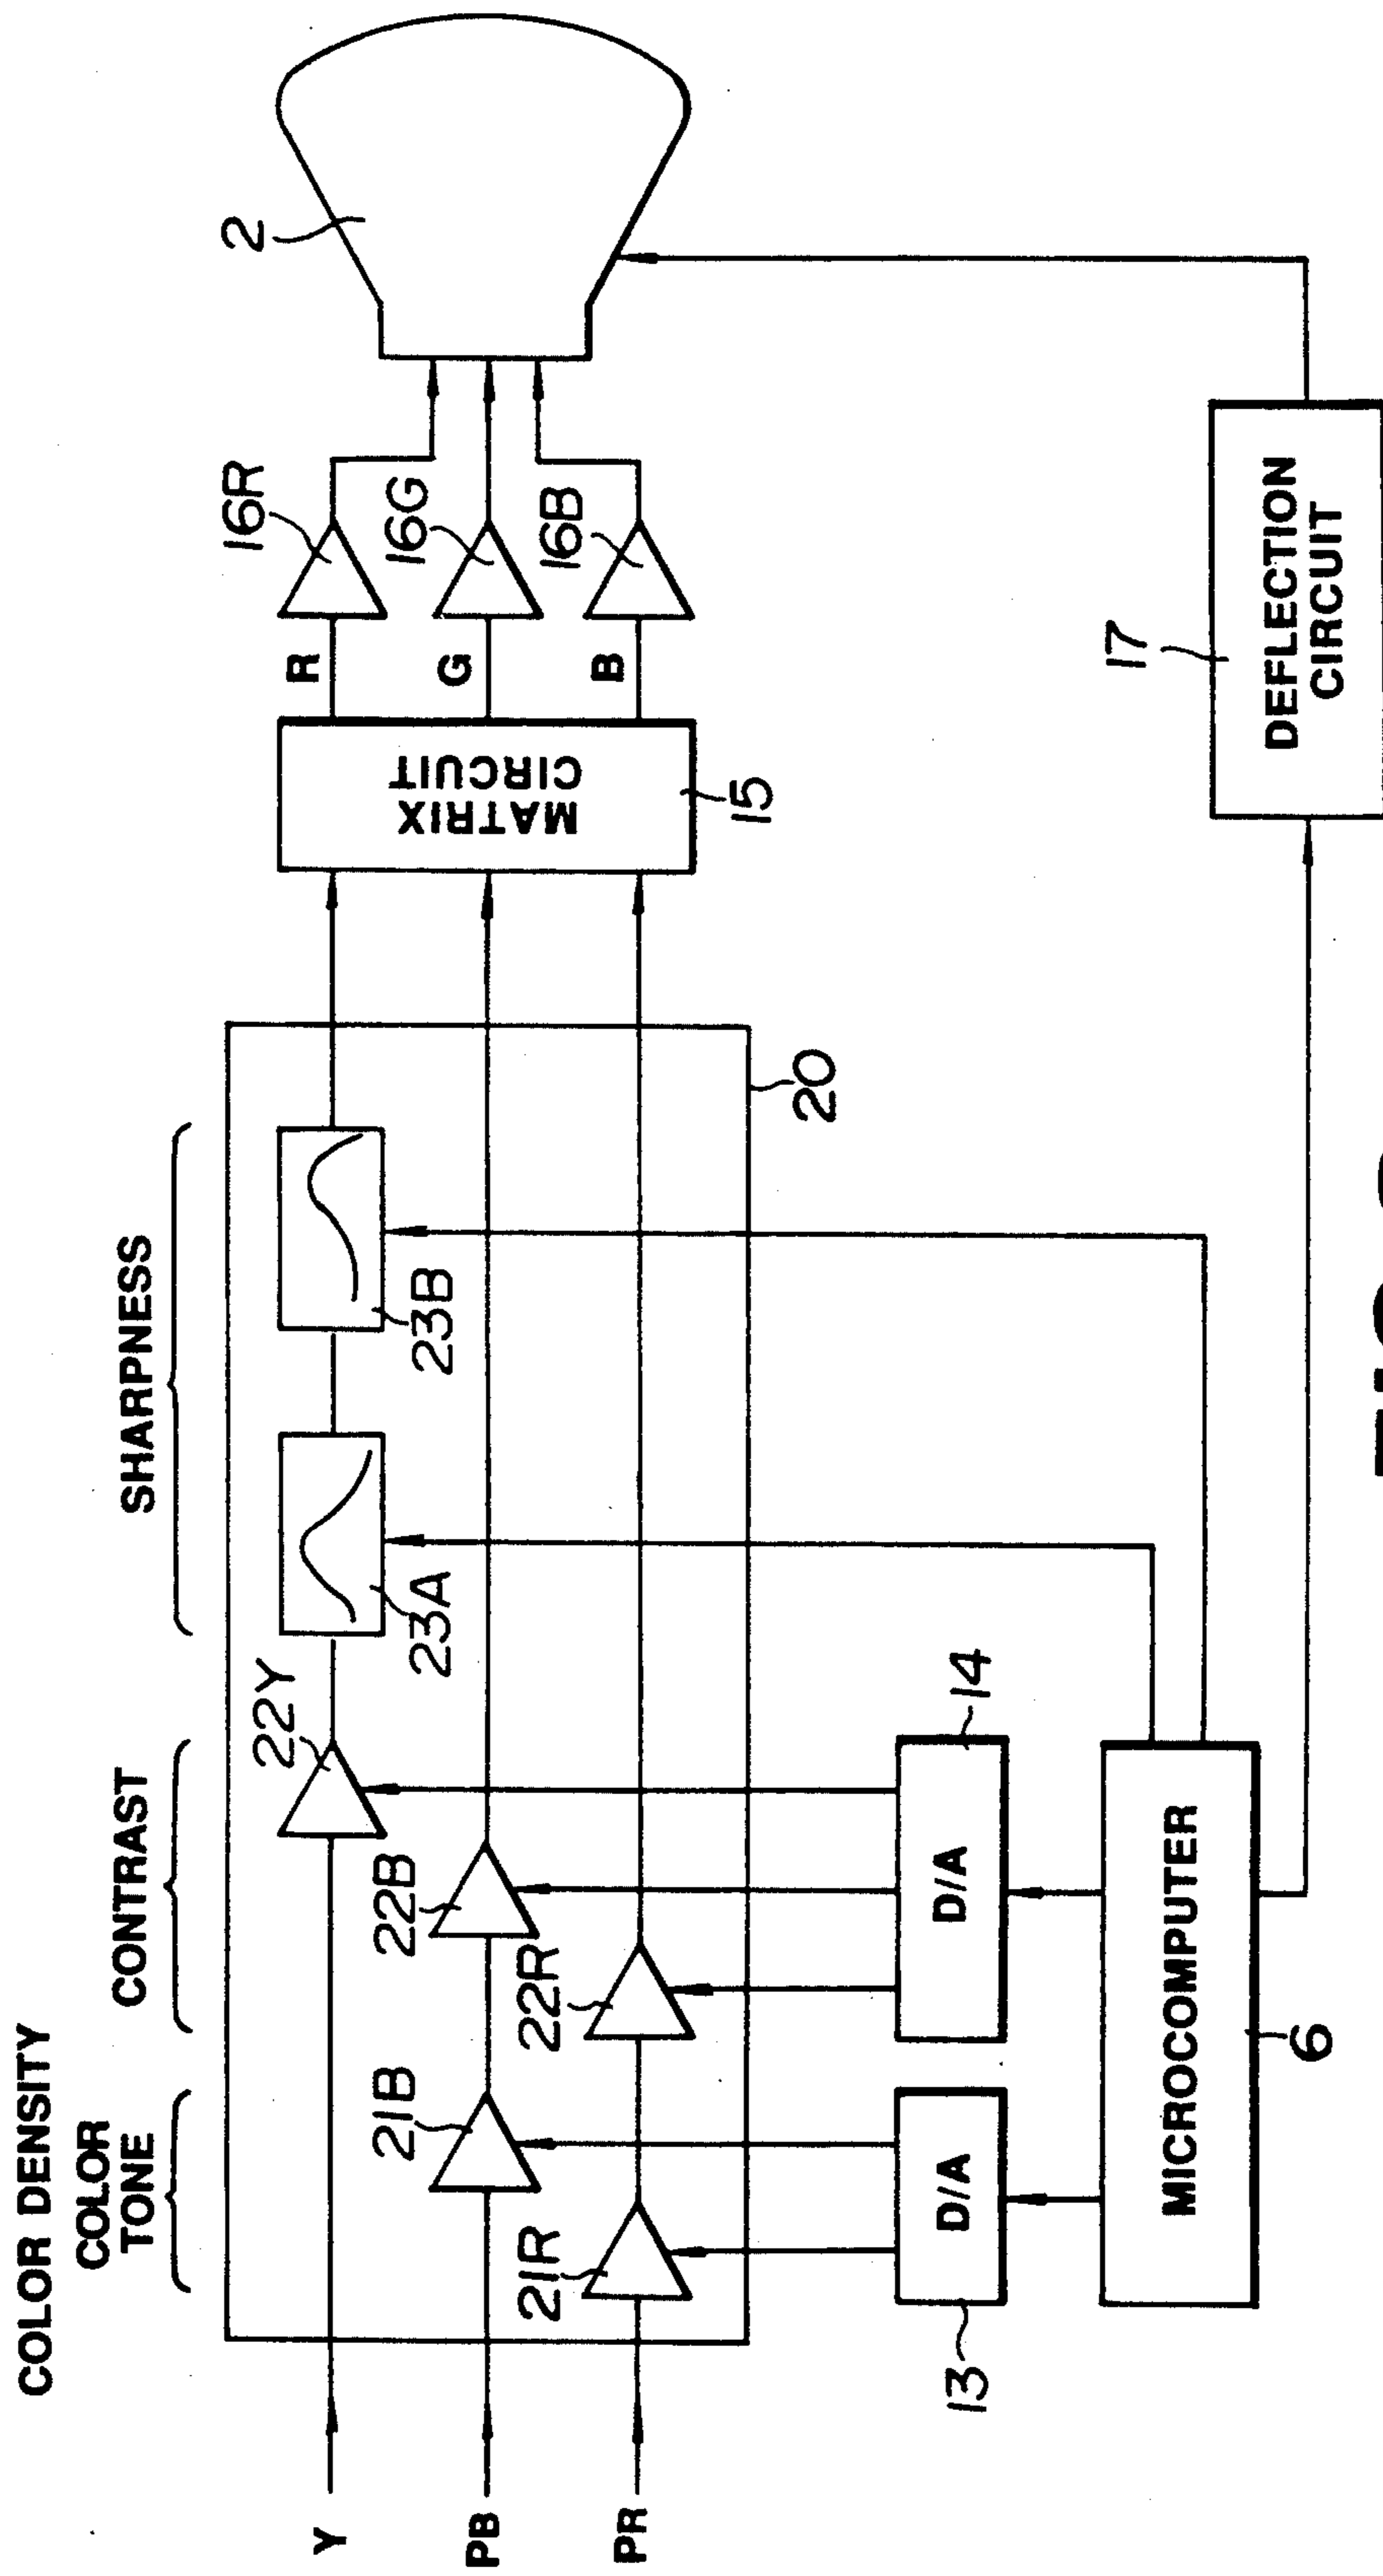 COLOR DENSITY
COLOR
TONE
CONTRAST
SHARPNESS
Y
PB
PR
21R
21B
22R
22B
22Y
23A
23B
20
MATRIX
CIRCUIT
15
R
G
B
16R
16G
16B
2
13
D/A
14
D/A
MICROCOMPUTER
6
17
DEFLECTION
CIRCUIT